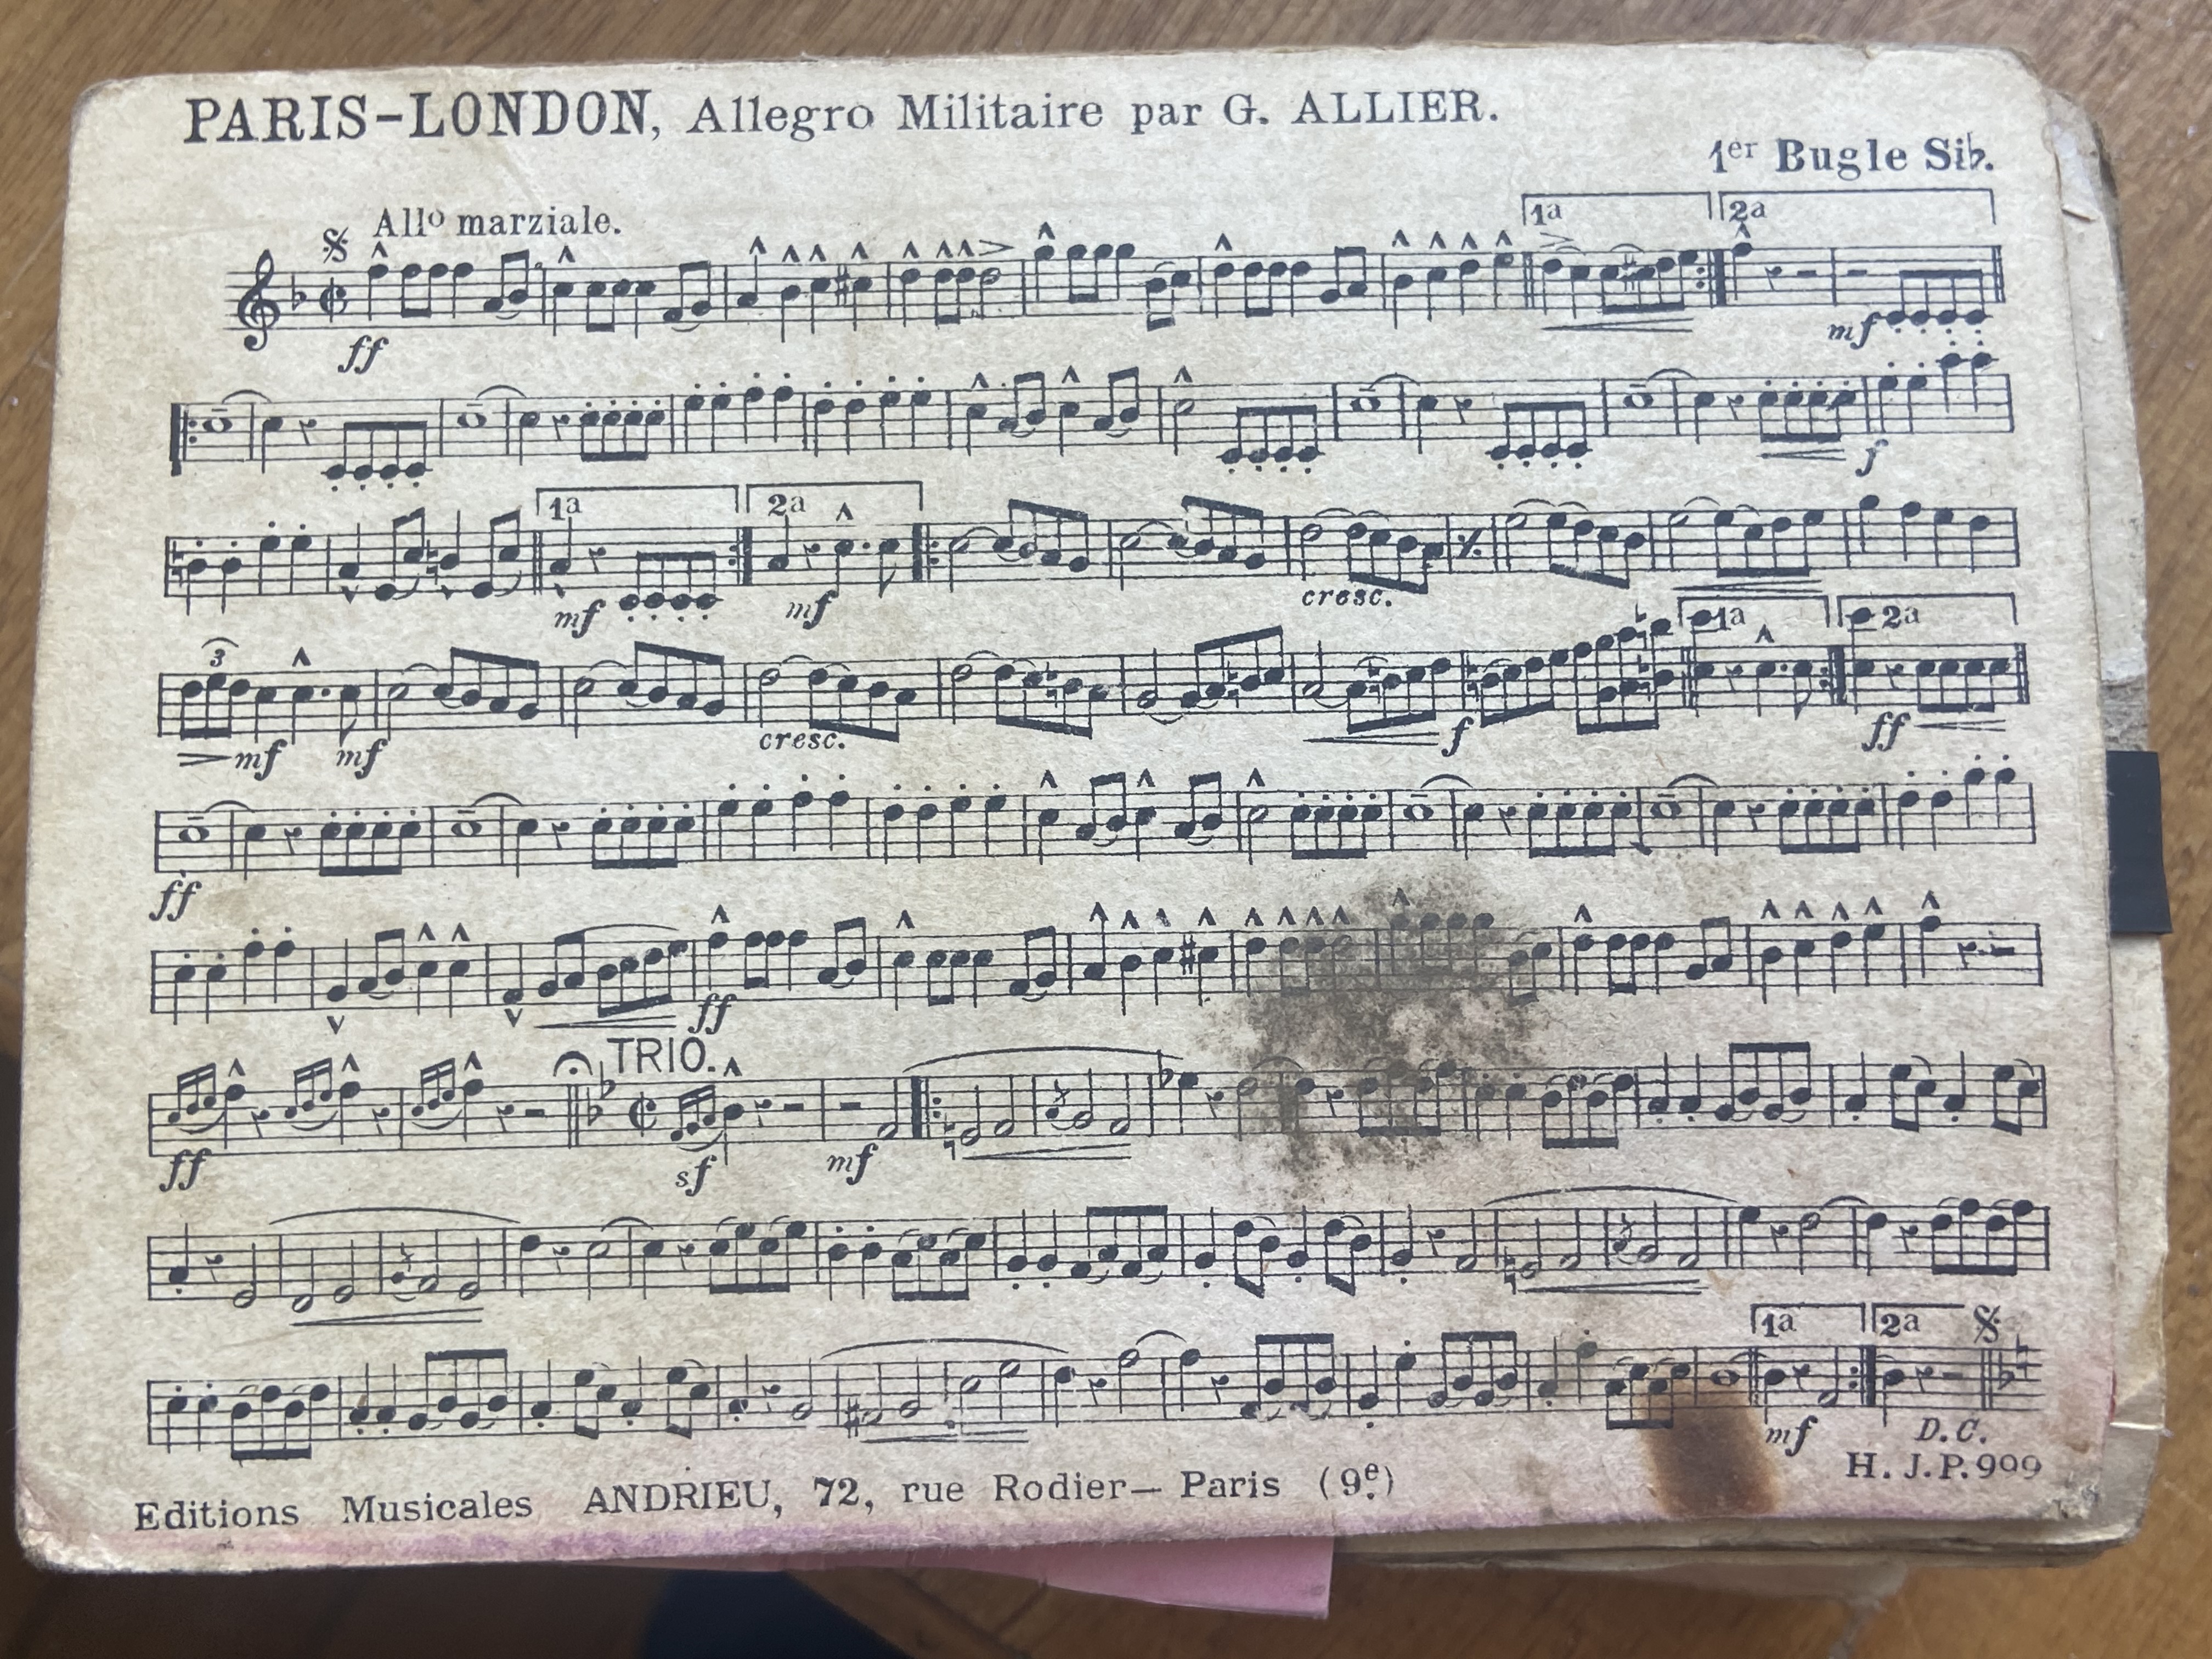 PARIS-LONDON, Allegro Militaire par G. ALLIER.
1er Bugle Si♭.
Allo marziale.
1a 2a
ff mf
f
1a 2a
mf mf cresc.
3 1a 2a
mf mf cresc. f ff
ff
ff
TRIO.
ff sf mf
1a 2a
mf D.C.
H. J. P. 909
Editions Musicales ANDRIEU, 72, rue Rodier— Paris (9e.)